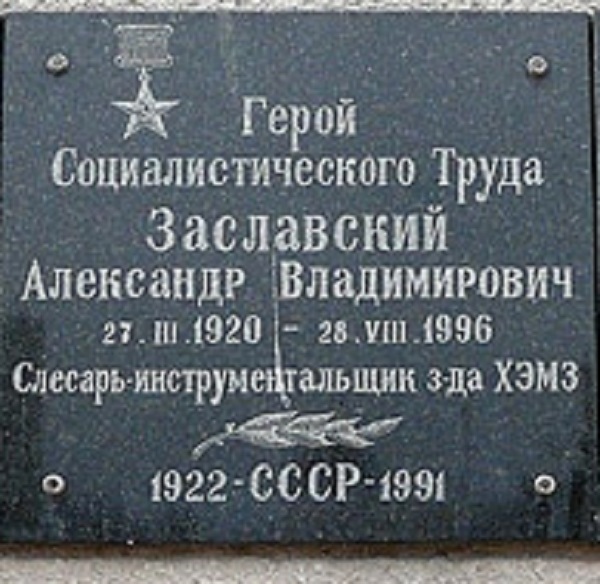 Герой
Социалистического Труда
Заславский
Александр Владимирович
27.III.1920 - 28.VIII.1996
Слесарь-инструментальщик з-да ХЭМЗ
1922-СССР-1991